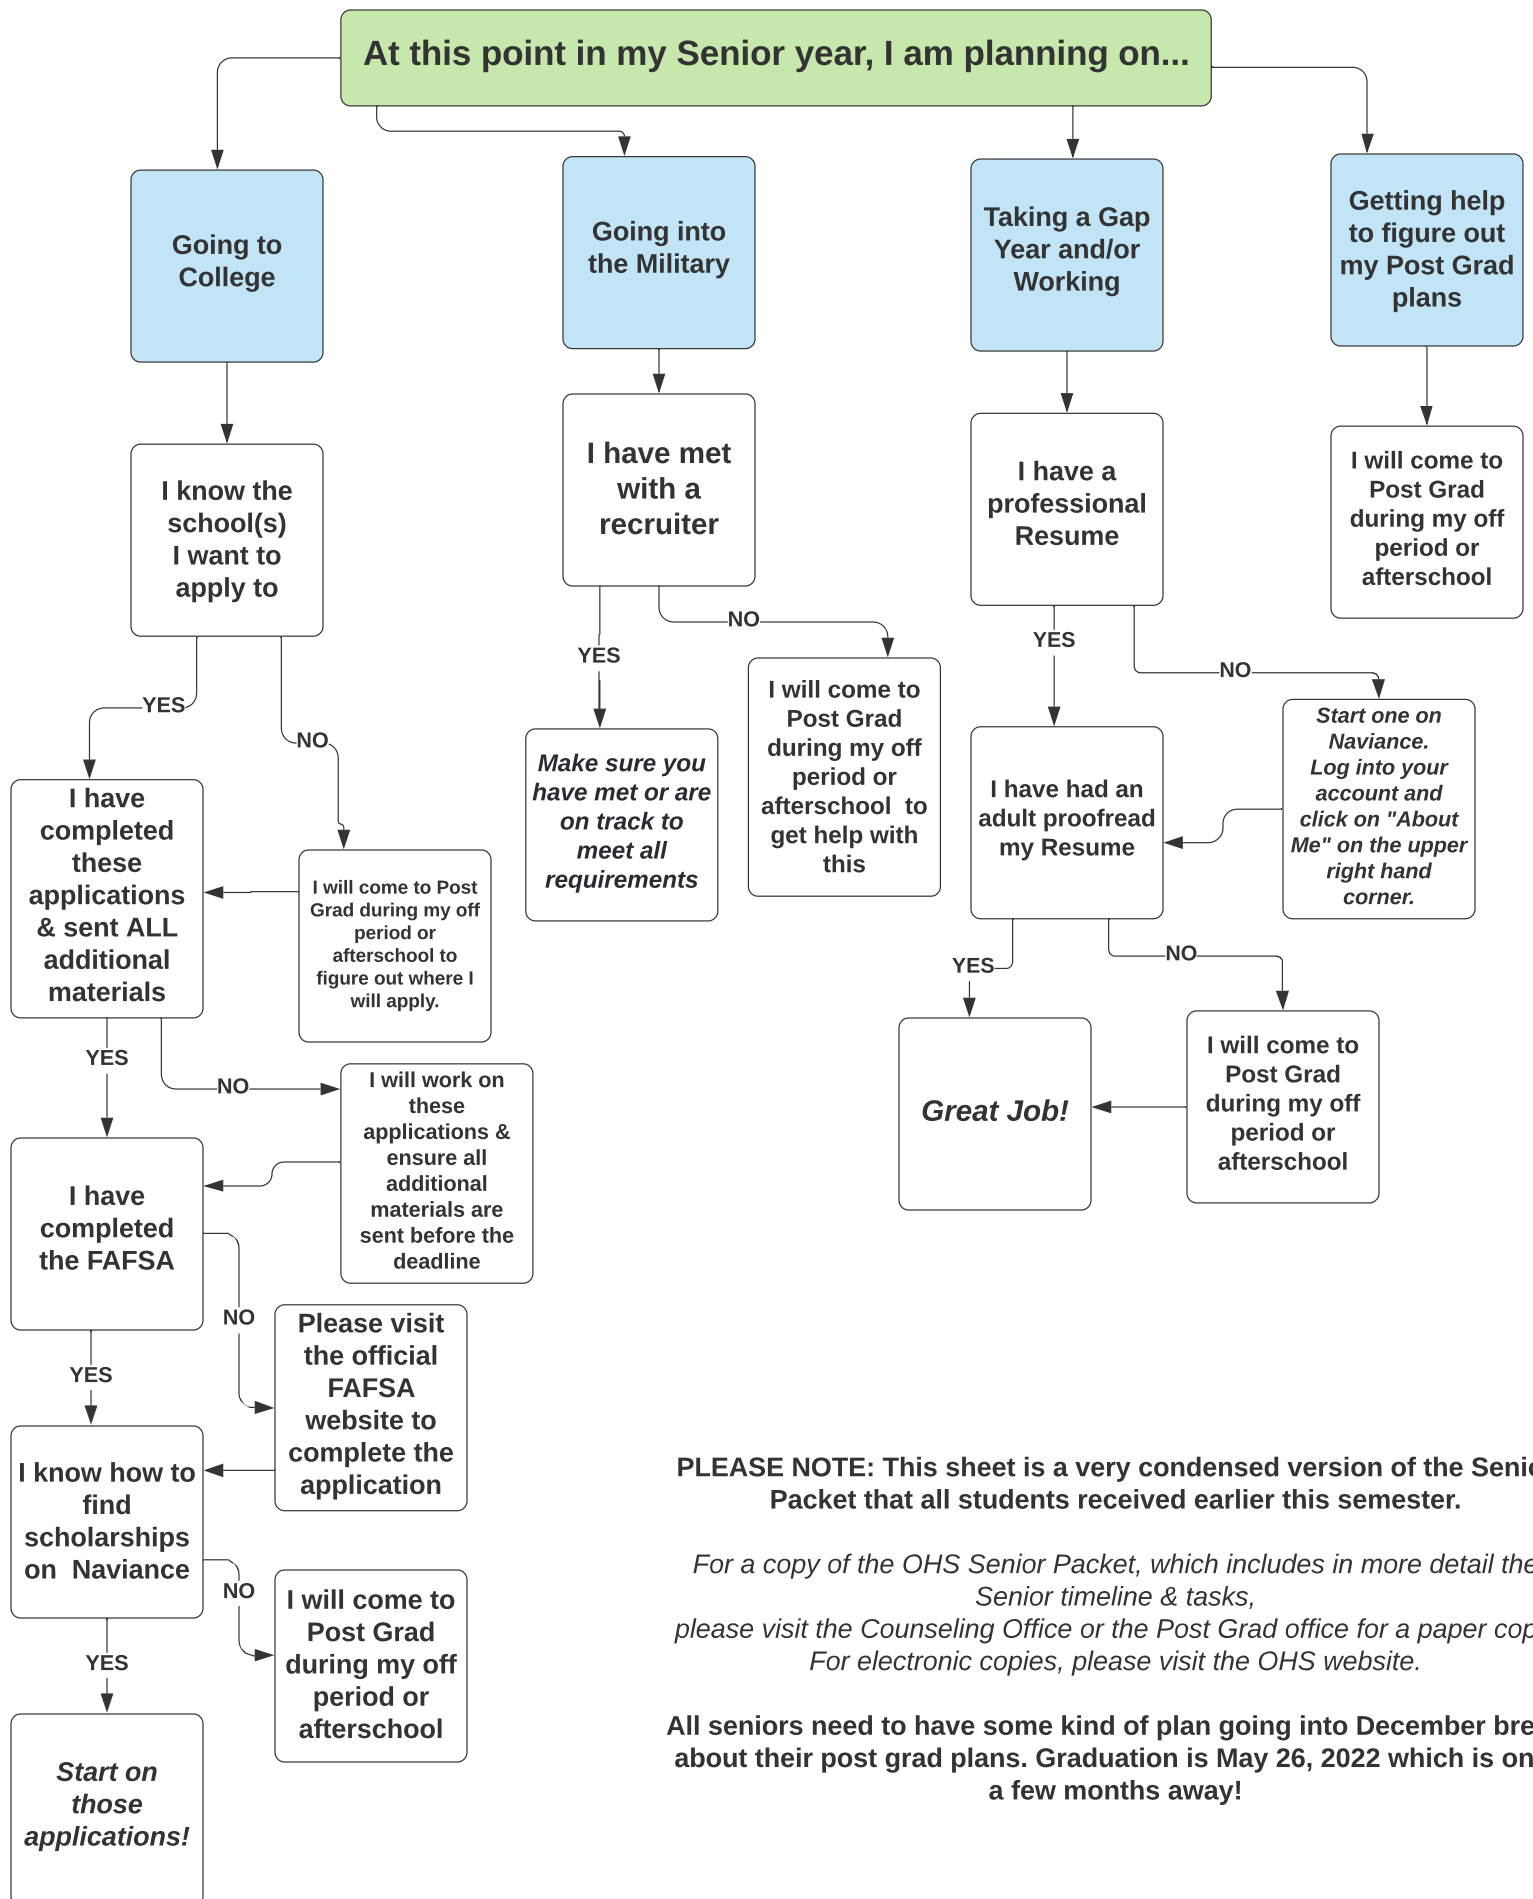 At this point in my Senior year, I am planning on...
Going to
College
Going into
the Military
Taking a Gap
Year and/or
Working
Getting help
to figure out
my Post Grad
plans
I know the
school(s)
I want to
apply to
I have met
with a
recruiter
I have a
professional
Resume
I will come to
Post Grad
during my off
period or
afterschool
YES
NO
YES
NO
YES
NO
I have
completed
these
applications
& sent ALL
additional
materials
I will come to Post
Grad during my off
period or
afterschool to
figure out where I
will apply.
Make sure you
have met or are
on track to
meet all
requirements
I will come to
Post Grad
during my off
period or
afterschool  to
get help with
this
I have had an
adult proofread
my Resume
Start one on
Naviance.
Log into your
account and
click on "About
Me" on the upper
right hand
corner.
YES
NO
YES
NO
I will work on
these
applications &
ensure all
additional
materials are
sent before the
deadline
Great Job!
I will come to
Post Grad
during my off
period or
afterschool
I have
completed
the FAFSA
NO
YES
Please visit
the official
FAFSA
website to
complete the
application
I know how to
find
scholarships
on  Naviance
NO
YES
I will come to
Post Grad
during my off
period or
afterschool
Start on
those
applications!
PLEASE NOTE: This sheet is a very condensed version of the
Packet that all students received earlier this semester.
For a copy of the OHS Senior Packet, which includes in more detail the
Senior timeline & tasks,
please visit the Counseling Office or the Post Grad office for a paper
For electronic copies, please visit the OHS website.
All seniors need to have some kind of plan going into December
about their post grad plans. Graduation is May 26, 2022 which is
a few months away!